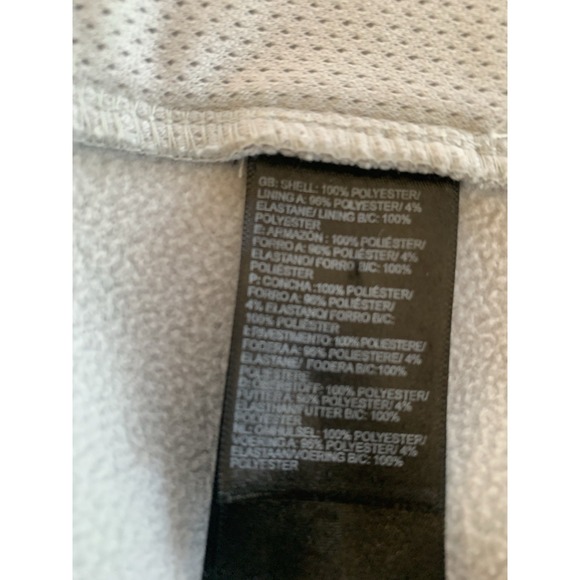 GB: SHELL: 100% POLYESTER/
LINING A: 96% POLYESTER/ 4%
ELASTANE/ LINING B/C: 100%
POLYESTER
E: ARMAZÓN : 100% POLIÉSTER/
FORRO A: 96% POLIÉSTER/ 4%
ELASTANO/ FORRO B/C: 100%
POLIÉSTER
P: CONCHA :100% POLIÉSTER/
FORRO A: 96% POLIÉSTER/
4% ELASTANO/ FORRO B/C:
100% POLIÉSTER
I: RIVESTIMENTO: 100% POLIESTERE/
FODERA A: 96% POLIESTERE/ 4%
ELASTANE/ FODERA B/C:100%
POLIESTERE
D: OBERSTOFF: 100% POLYESTER/
FUTTER A: 96% POLYESTER/ 4%
ELASTHAN/FUTTER B/C: 100%
POLYESTER
NL: OMHULSEL: 100% POLYESTER/
VOERING A: 96% POLYESTER/ 4%
ELASTAAN/VOERING B/C: 100%
POLYESTER